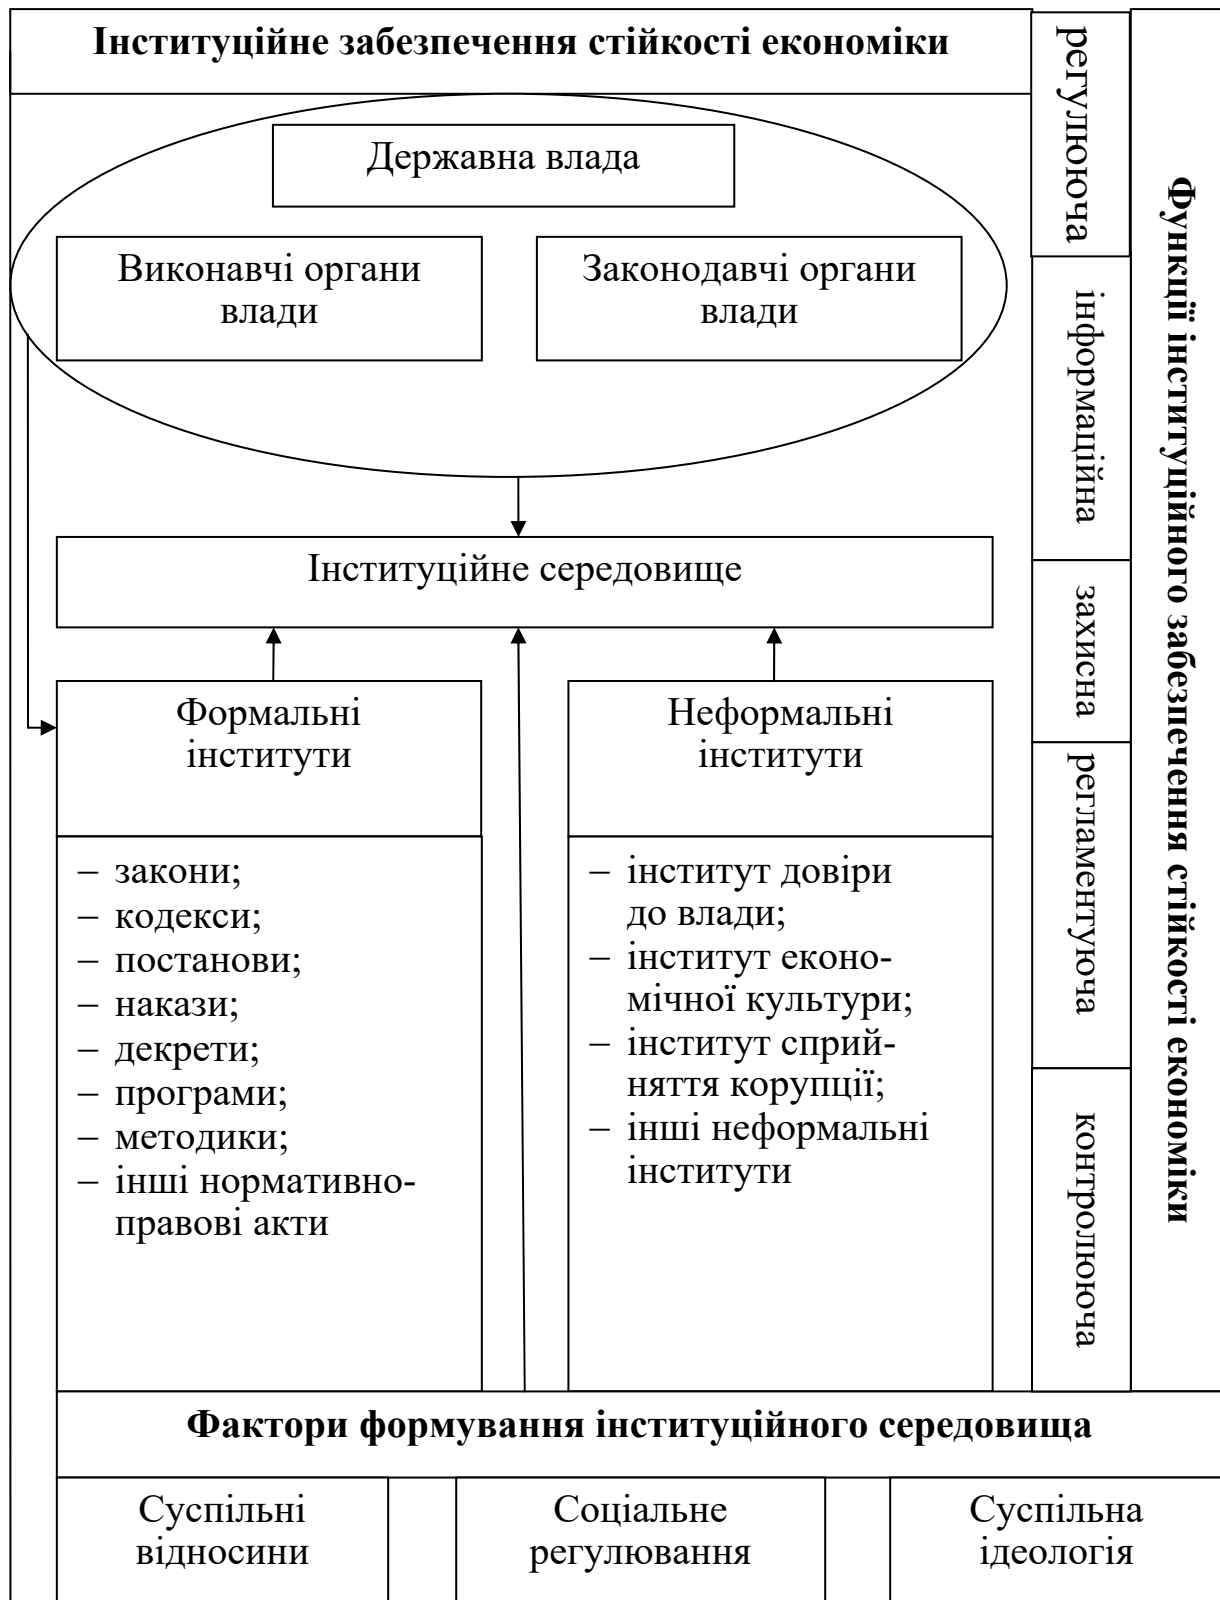 Інституційне забезпечення стійкості економіки
Державна влада
Виконавчі органи
влади
Законодавчі органи
влади
Інституційне середовище
Формальні
інститути
– закони;
– кодекси;
– постанови;
– накази;
– декрети;
– програми;
– методики;
– інші нормативно-
правові акти
Неформальні
інститути
– інститут довіри
до влади;
– інститут еконо-
мічної культури;
– інститут сприй-
няття корупції;
– інші неформальні
інститути
регулююча
інформаційна
захисна
регламентуюча
контролююча
Функції інституційного забезпечення стійкості економіки
Фактори формування інституційного середовища
Суспільні
відносини
Соціальне
регулювання
Суспільна
ідеологія